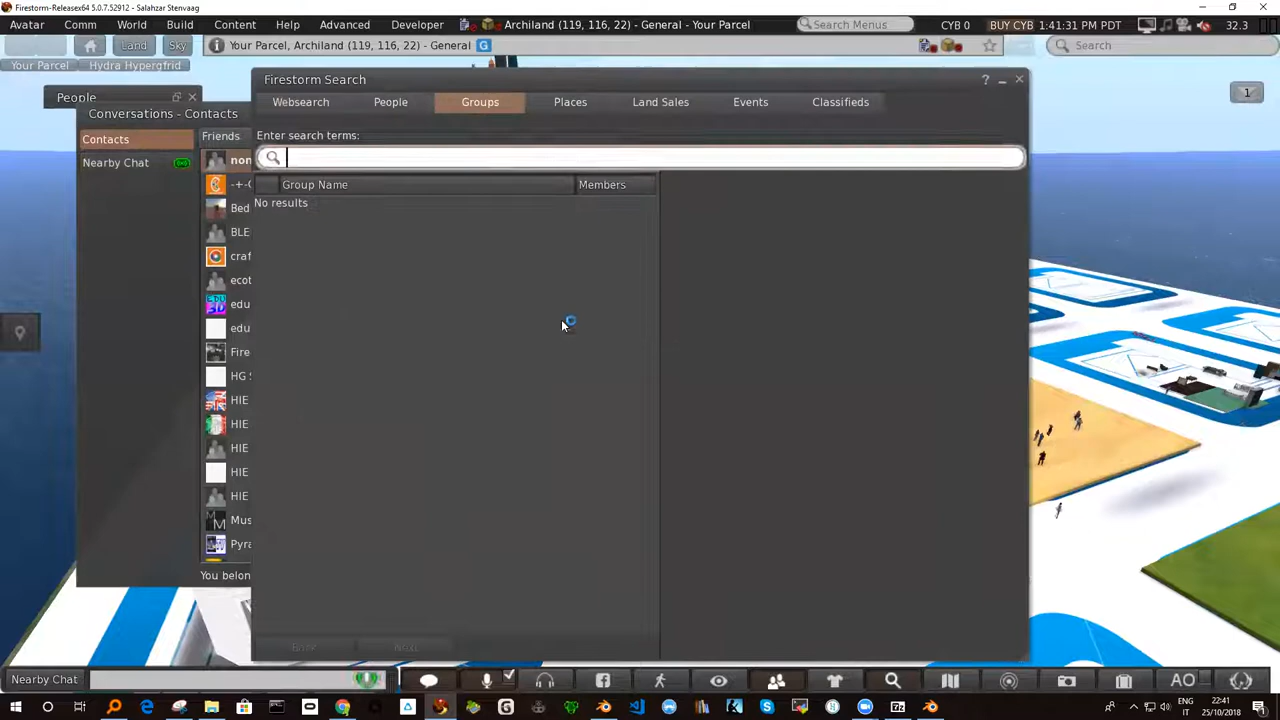 Firestorm-Releasex64 5.0.7.52912 - Salahzar Stenvaag
Avatar Comm World Build Content Help Advanced Developer Archiland (119, 116, 22) - General - Your Parcel Search Menus CYB 0 BUY CYB 1:41:31 PM PDT 32.3
Land Sky Your Parcel, Archiland (119, 116, 22) - General G Search
Your Parcel Hydra Hypergfrid
People
Conversations - Contacts
Contacts
Nearby Chat
Friends
non
-+-
Bed
BLE
craf
ecot
edu
edu
Fire
HG S
HIE
HIE
HIE
HIE
HIE
Mus
Pyra
You belon
Firestorm Search ?
Websearch People Groups Places Land Sales Events Classifieds
Enter search terms:
Group Name Members
No results
Next
1
Nearby Chat AO
ENG
22:41
25/10/2018